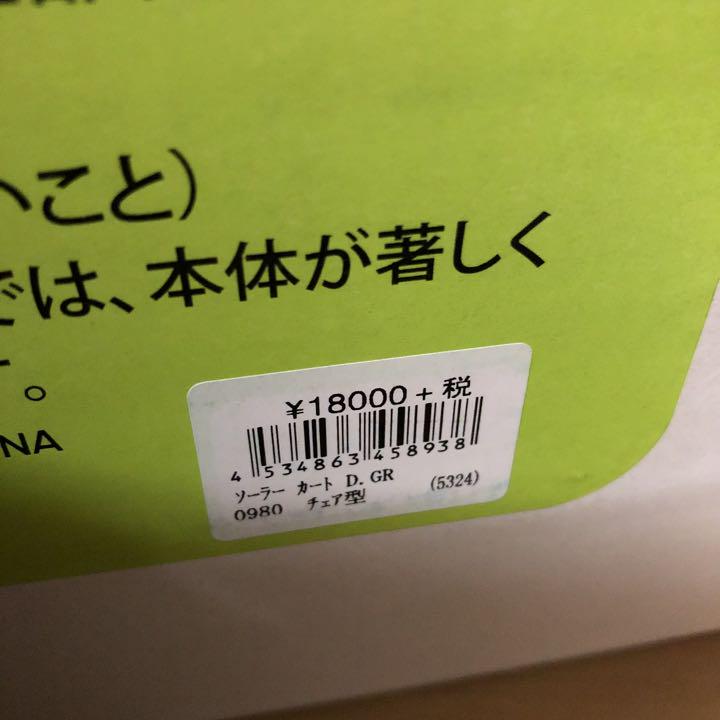 いこと)
では、本体が著しく
。
NA
¥18000+税
4 534863 458938
ソーラー カート D.GR (5324)
0980 チェア型